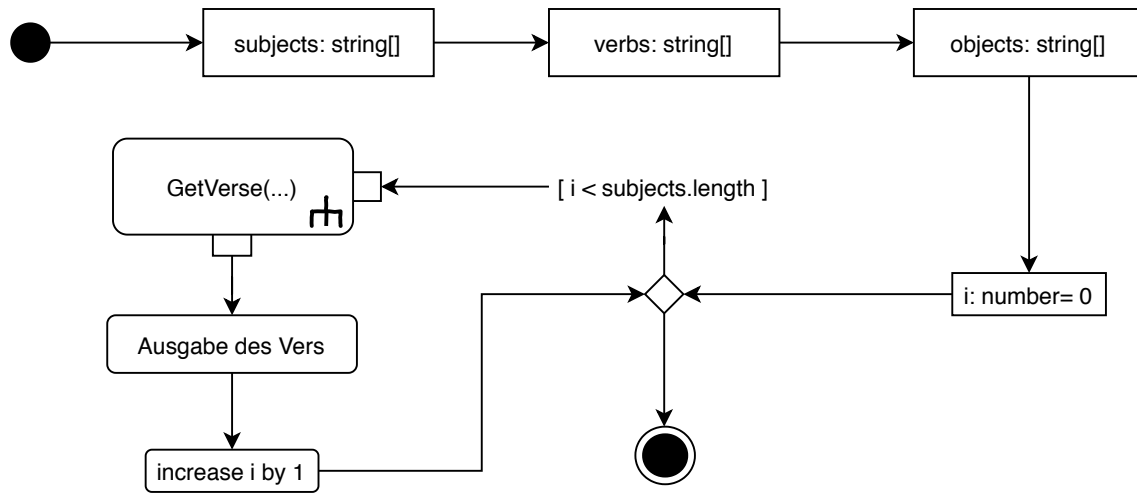 subjects: string[]
verbs: string[]
objects: string[]
GetVerse(...)
[ i < subjects.length ]
i: number= 0
Ausgabe des Vers
increase i by 1